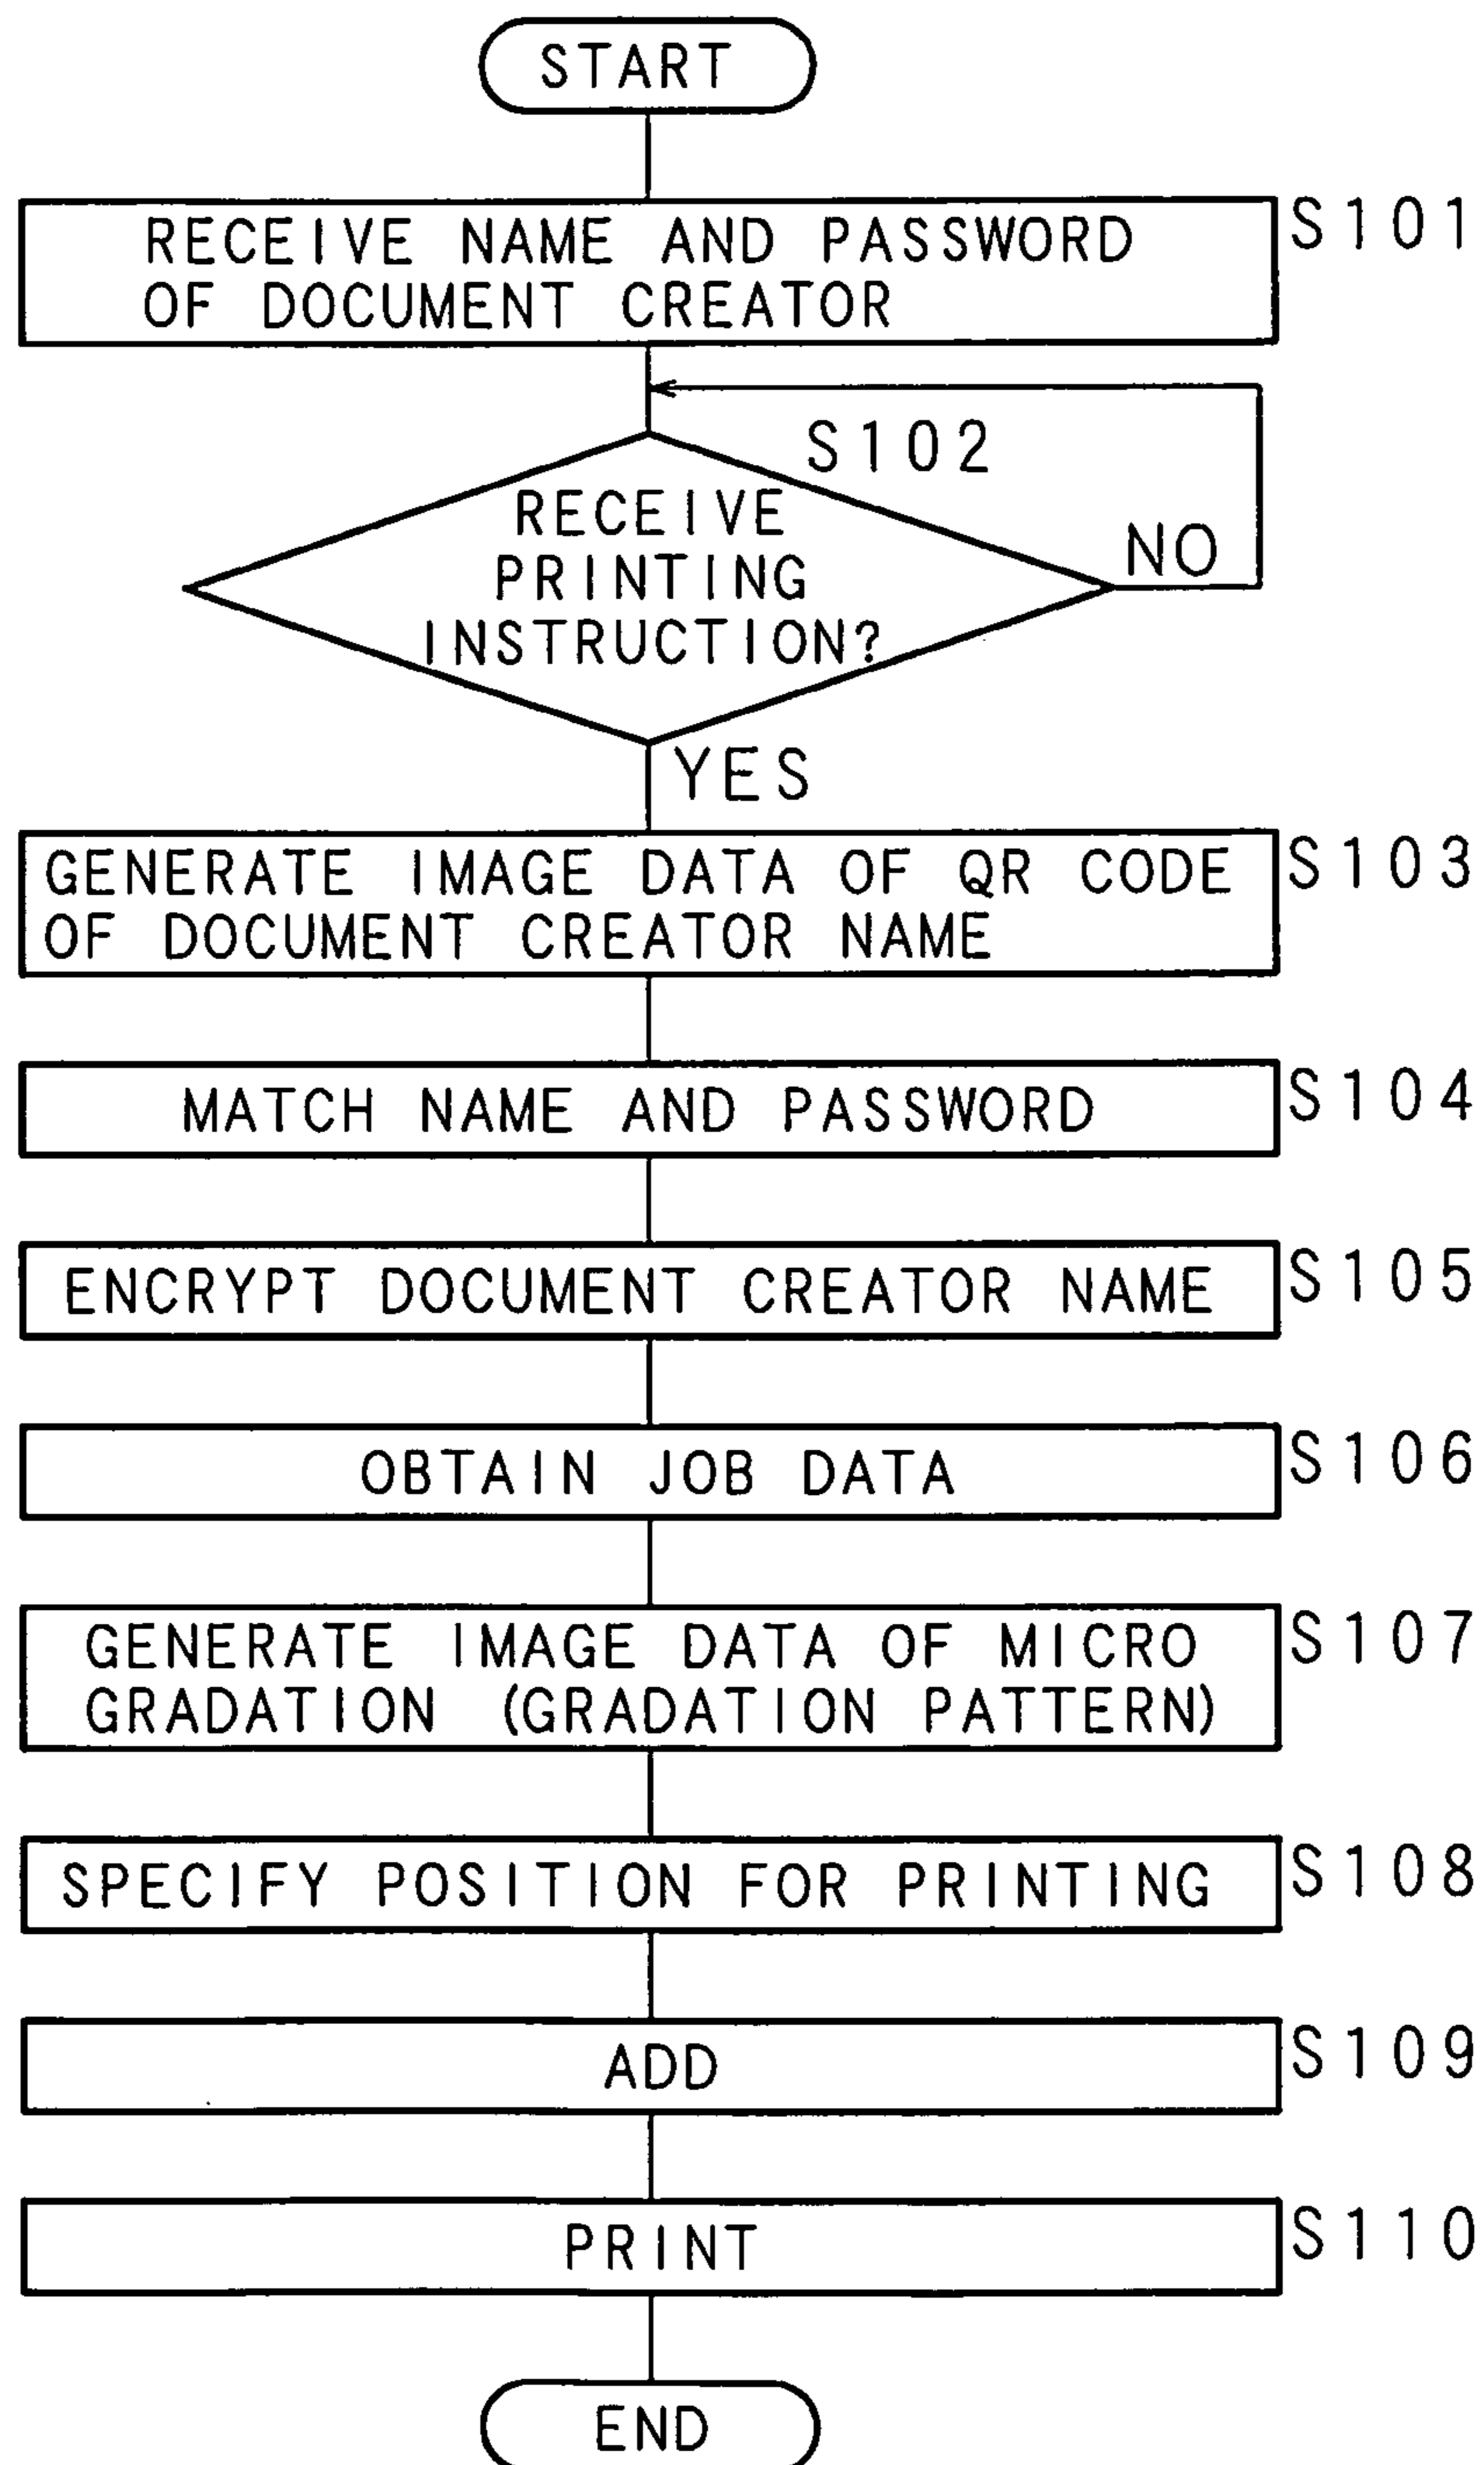 START
S101
RECEIVE NAME AND PASSWORD
OF DOCUMENT CREATOR
S102
RECEIVE
PRINTING
INSTRUCTION?
NO
YES
S103
GENERATE IMAGE DATA OF QR CODE
OF DOCUMENT CREATOR NAME
S104
MATCH NAME AND PASSWORD
S105
ENCRYPT DOCUMENT CREATOR NAME
S106
OBTAIN JOB DATA
S107
GENERATE IMAGE DATA OF MICRO
GRADATION (GRADATION PATTERN)
S108
SPECIFY POSITION FOR PRINTING
S109
ADD
S110
PRINT
END